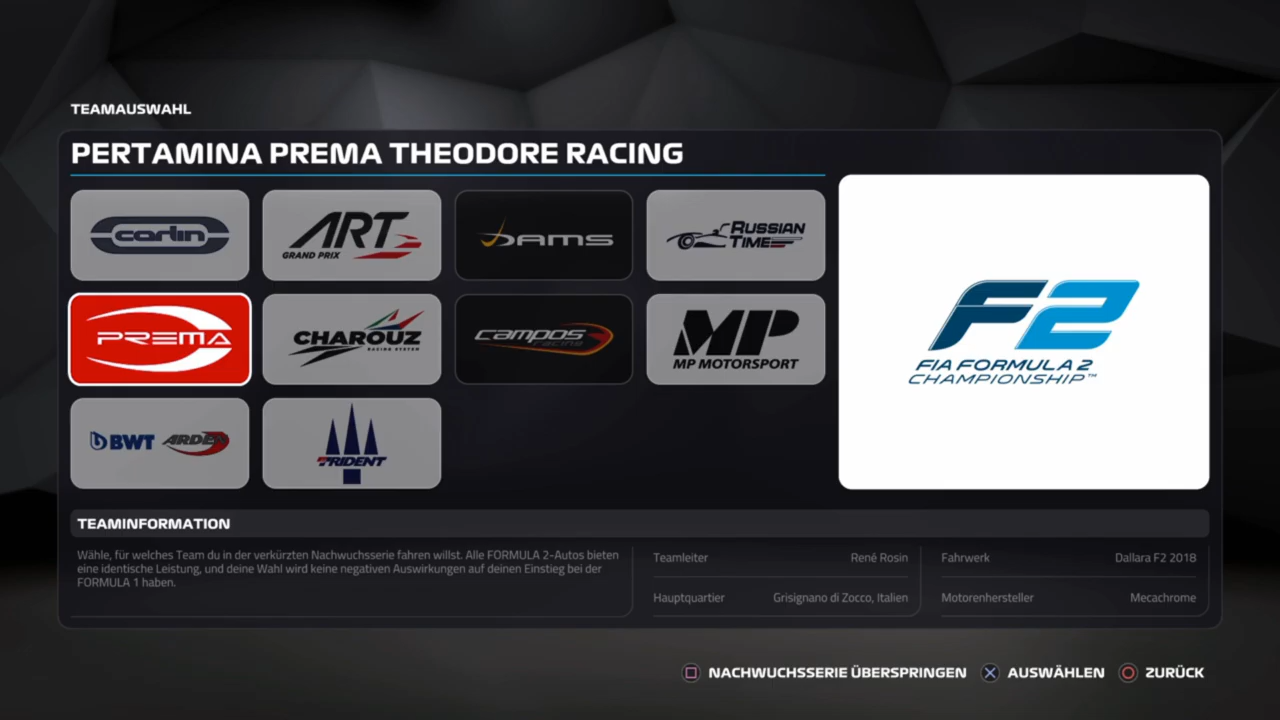 TEAMAUSWAHL
PERTAMINA PREMA THEODORE RACING
carlin
ART
GRAND PRIX
DAMS
RUSSIAN
TIME
PREMA
CHAROUZ
RACING SYSTEM
CAMPOS
racing
MP
MP MOTORSPORT
BWT ARDEN
TRIDENT
F2
FIA FORMULA 2
CHAMPIONSHIP™
TEAMINFORMATION
Wähle, für welches Team du in der verkürzten Nachwuchsserie fahren willst. Alle FORMULA 2-Autos bieten
eine identische Leistung, und deine Wahl wird keine negativen Auswirkungen auf deinen Einstieg bei der
FORMULA 1 haben.
Teamleiter René Rosin
Hauptquartier Grisignano di Zocco, Italien
Fahrwerk Dallara F2 2018
Motorenhersteller Mecachrome
NACHWUCHSSERIE ÜBERSPRINGEN AUSWÄHLEN ZURÜCK